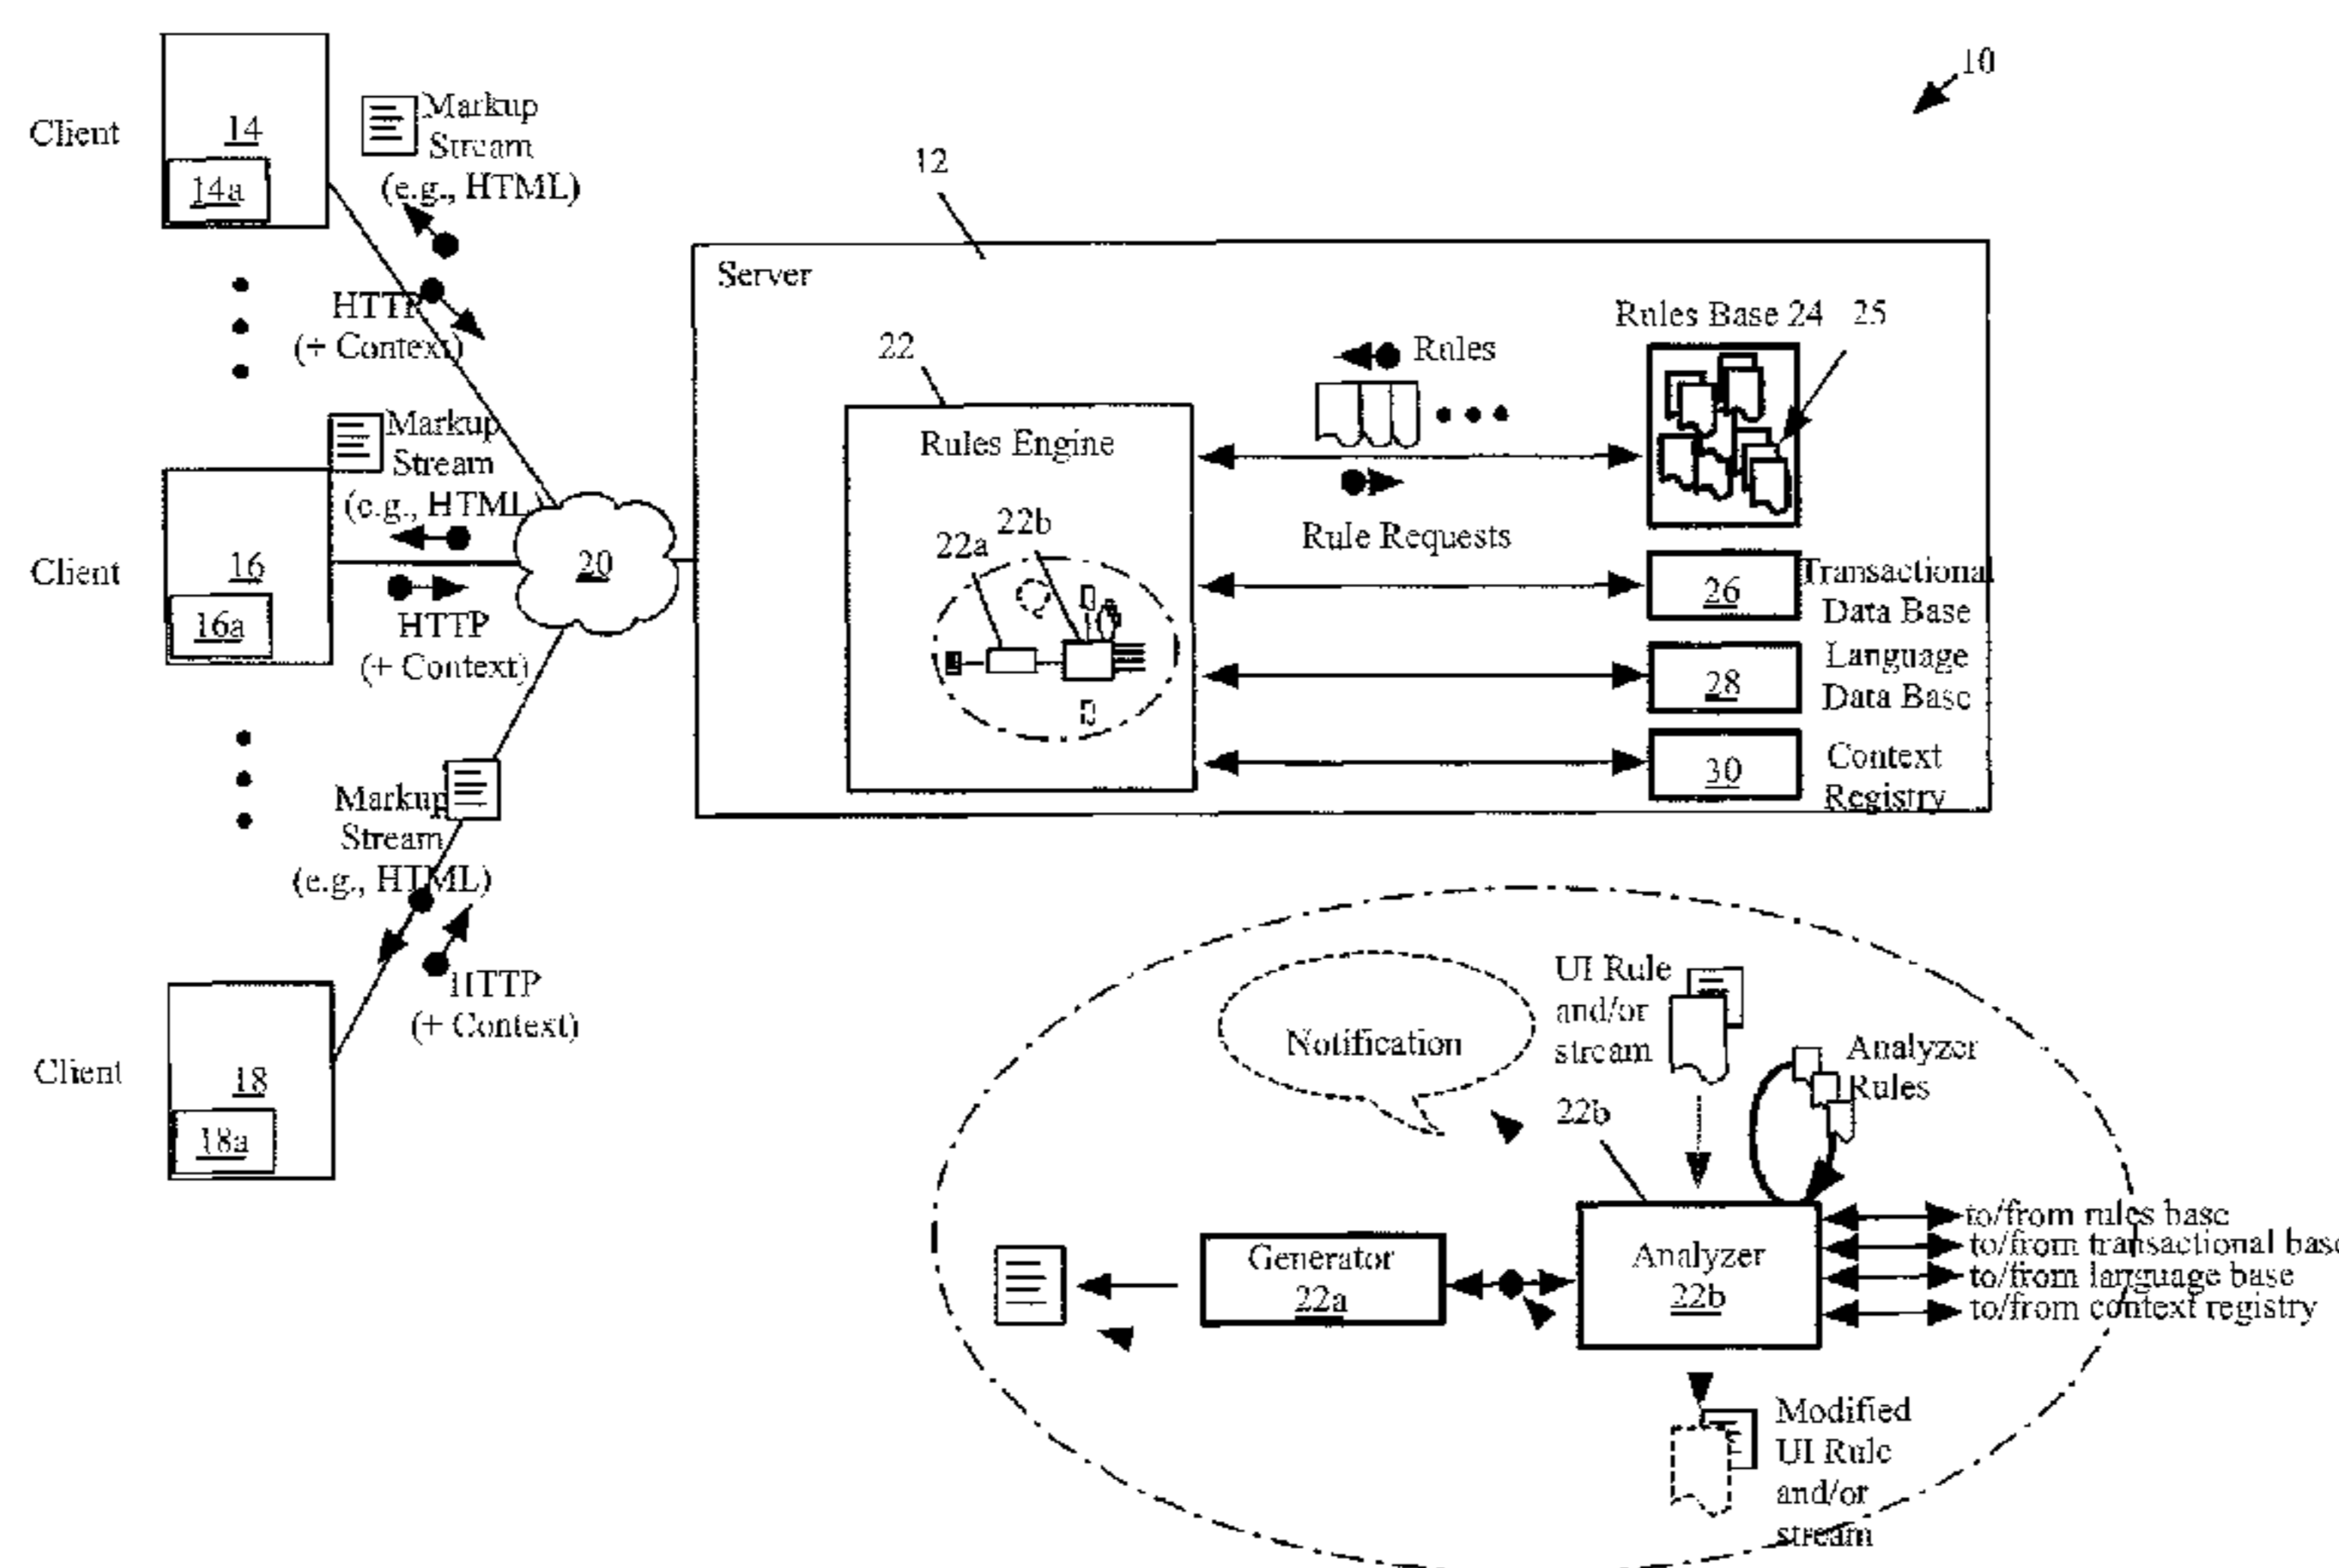 10
Client
14
14a
Markup
Stream
(e.g., HTML)
HTTP
(+ Context)
Markup
Stream
(e.g., HTML)
Client
16
16a
HTTP
(+ Context)
20
Markup
Stream
(e.g., HTML)
HTTP
(+ Context)
Client
18
18a
12
Server
22
Rules Engine
22a
22b
Rules
Rule Requests
Rules Base 24
25
26
Transactional
Data Base
28
Language
Data Base
30
Context
Registry
Notification
UI Rule
and/or
stream
Analyzer
Rules
22b
Generator
22a
Analyzer
22b
to/from rules base
to/from transactional base
to/from language base
to/from context registry
Modified
UI Rule
and/or
stream